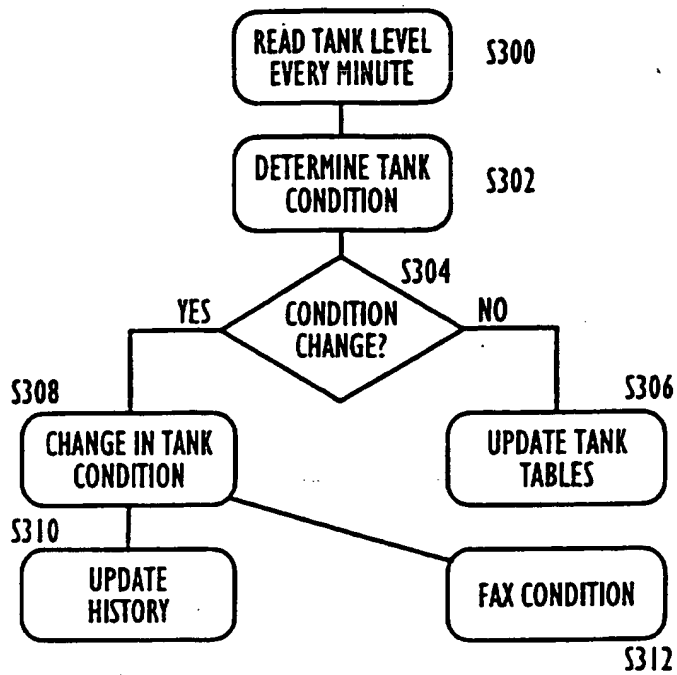 READ TANK LEVEL
EVERY MINUTE
S300
DETERMINE TANK
CONDITION
S302
S304
CONDITION
CHANGE?
YES
NO
S308
CHANGE IN TANK
CONDITION
S306
UPDATE TANK
TABLES
S310
UPDATE
HISTORY
FAX CONDITION
S312